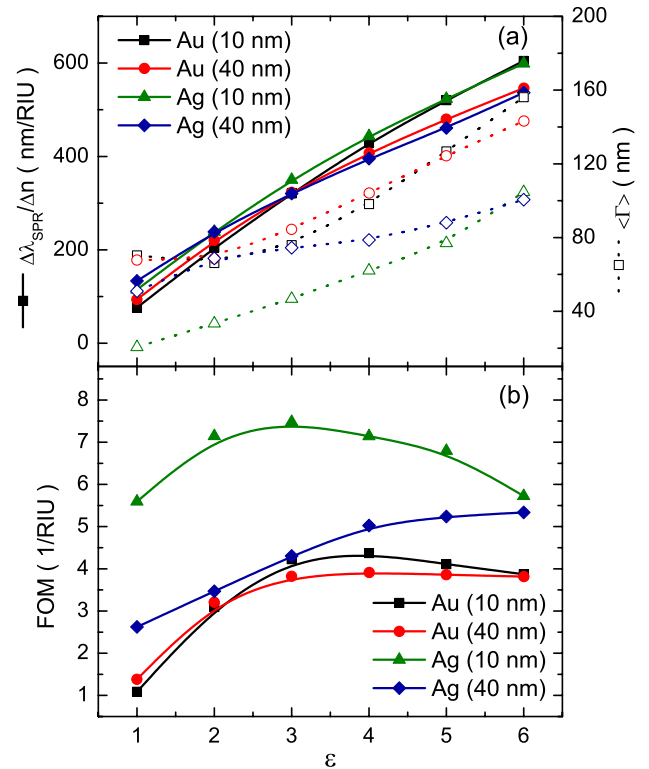 (a)
Au (10 nm)
Au (40 nm)
Ag (10 nm)
Ag (40 nm)
600
400
200
0
Δλ_SPR/Δn ( nm/RIU )
200
160
120
80
40
<Γ> ( nm )
(b)
8
7
6
5
4
3
2
1
FOM ( 1/RIU )
Au (10 nm)
Au (40 nm)
Ag (10 nm)
Ag (40 nm)
1 2 3 4 5 6
ε